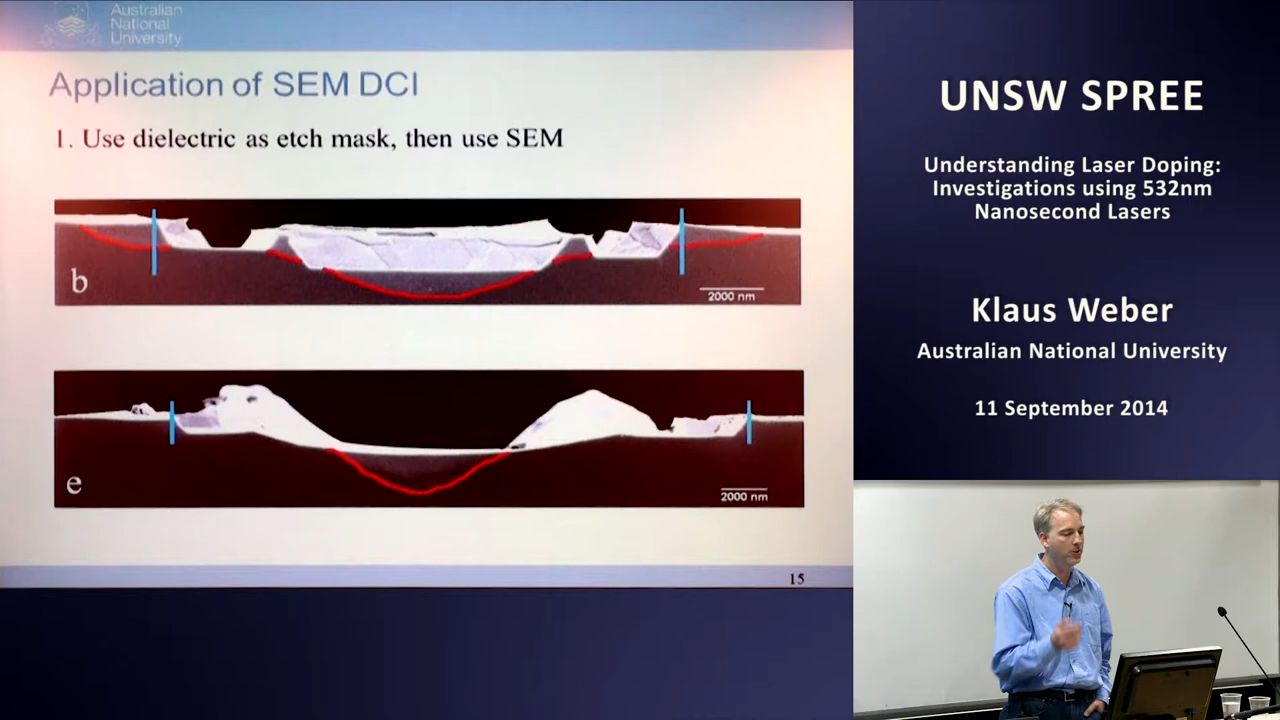 Australian
National
University
Application of SEM DCI
1. Use dielectric as etch mask, then use SEM
b
2000 nm
e
2000 nm
15
UNSW SPREE
Understanding Laser Doping:
Investigations using 532nm
Nanosecond Lasers
Klaus Weber
Australian National University
11 September 2014